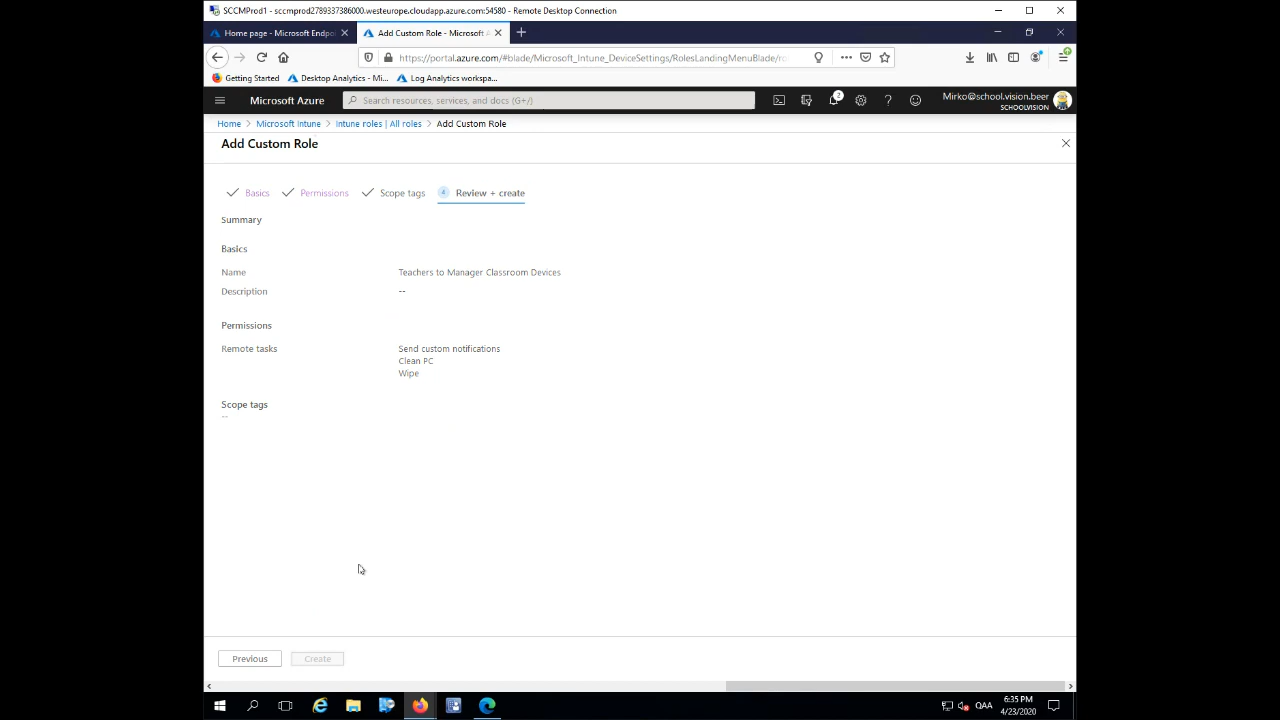 SCCMProd1 - sccmprod2789337386000.westeurope.cloudapp.azure.com:54580 - Remote Desktop Connection
Home page - Microsoft Endpoi
Add Custom Role - Microsoft A
https://portal.azure.com/#blade/Microsoft_Intune_DeviceSettings/RolesLandingMenuBlade/ro
Getting Started
Desktop Analytics - Mi...
Log Analytics workspa...
Microsoft Azure
Search resources, services, and docs (G+/)
2
Mirko@school.vision.beer
SCHOOLVISION
Home > Microsoft Intune > Intune roles | All roles > Add Custom Role
Add Custom Role
Basics
Permissions
Scope tags
4 Review + create
Summary
Basics
Name Teachers to Manager Classroom Devices
Description --
Permissions
Remote tasks Send custom notifications
Clean PC
Wipe
Scope tags
--
Previous
Create
QAA
6:35 PM
4/23/2020